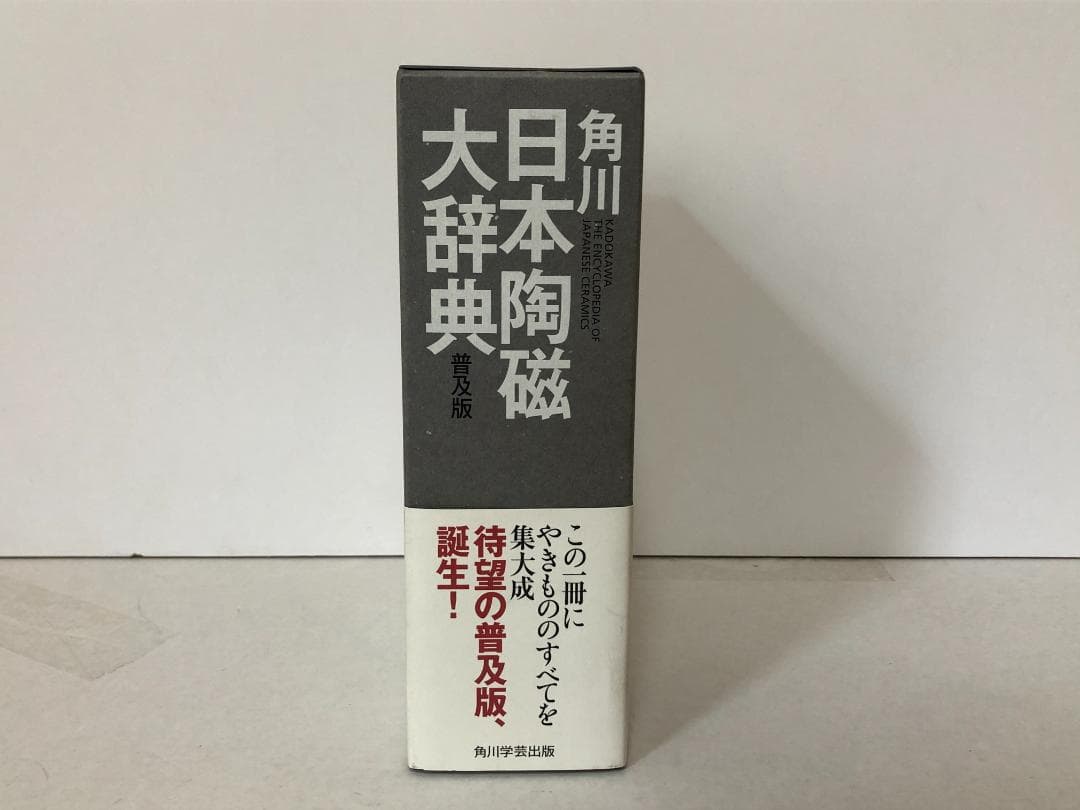 角川
KADOKAWA
THE ENCYCLOPEDIA OF
JAPANESE CERAMICS
日本陶磁
大辞典
普及版
この一冊に
やきもののすべてを
集大成
待望の普及版、
誕生！
角川学芸出版